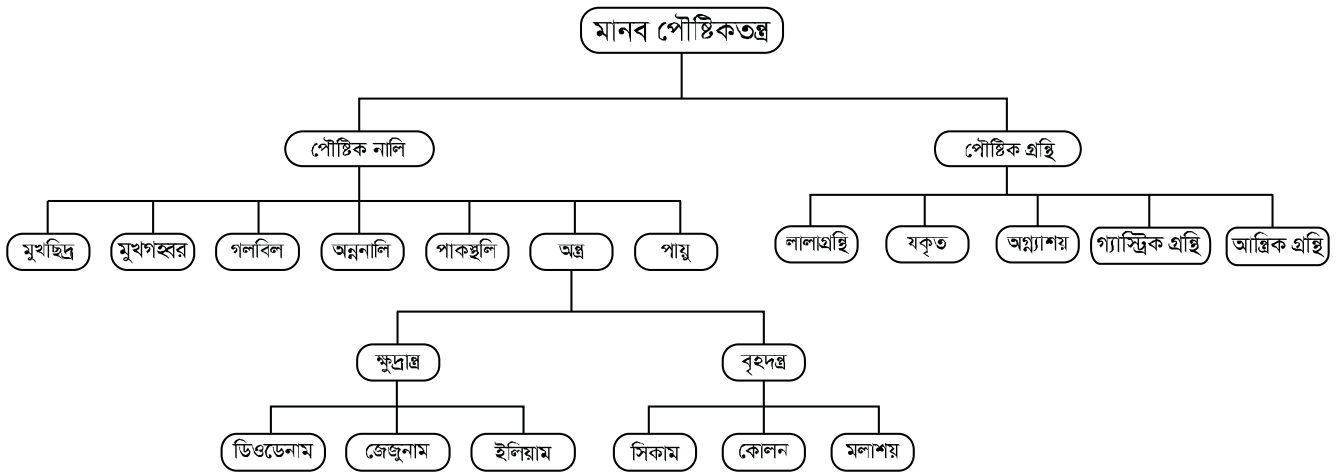 মানব পৌষ্টিকতন্ত্র
পৌষ্টিক নালি
পৌষ্টিক গ্রন্থি
মুখছিদ্র
মুখগহ্বর
গলবিল
অন্ননালি
পাকস্থলি
অন্ত্র
পায়ু
লালাগ্রন্থি
যকৃত
অগ্ন্যাশয়
গ্যাস্ট্রিক গ্রন্থি
আন্ত্রিক গ্রন্থি
ক্ষুদ্রান্ত্র
বৃহদন্ত্র
ডিওডেনাম
জেজুনাম
ইলিয়াম
সিকাম
কোলন
মলাশয়